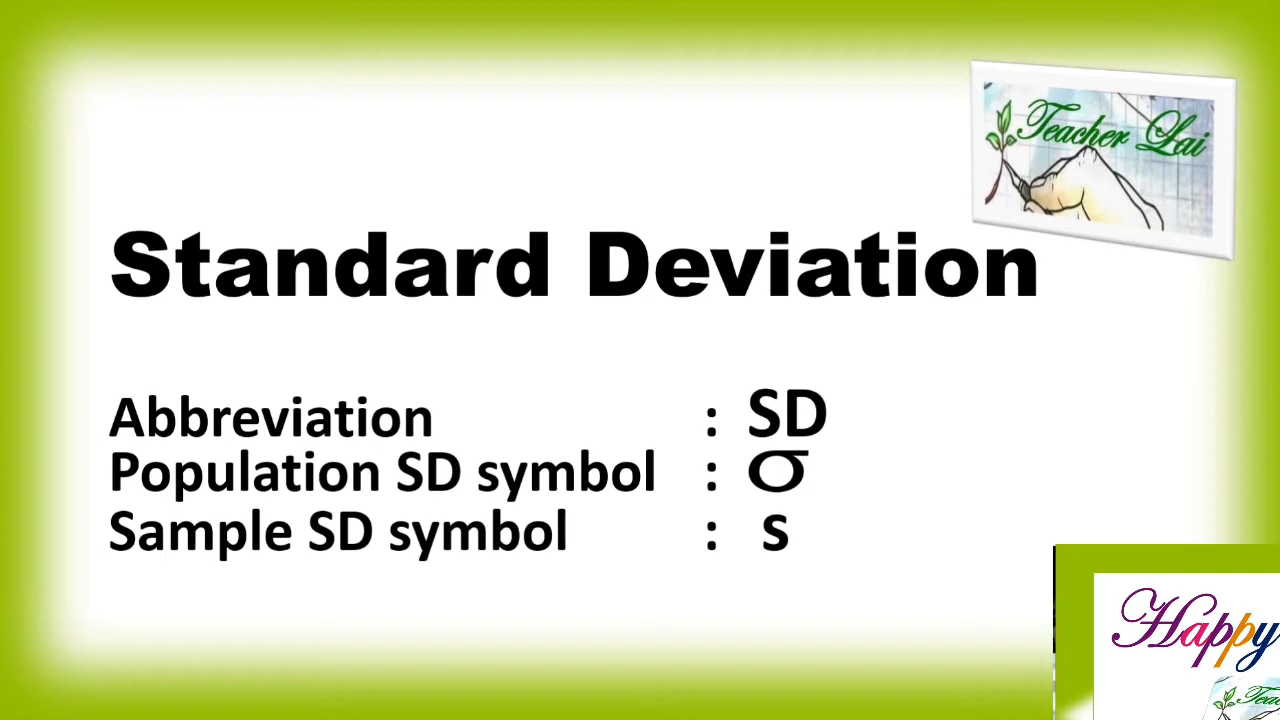 Teacher Lai
Standard Deviation
Abbreviation : SD
Population SD symbol : σ
Sample SD symbol : s
Happy